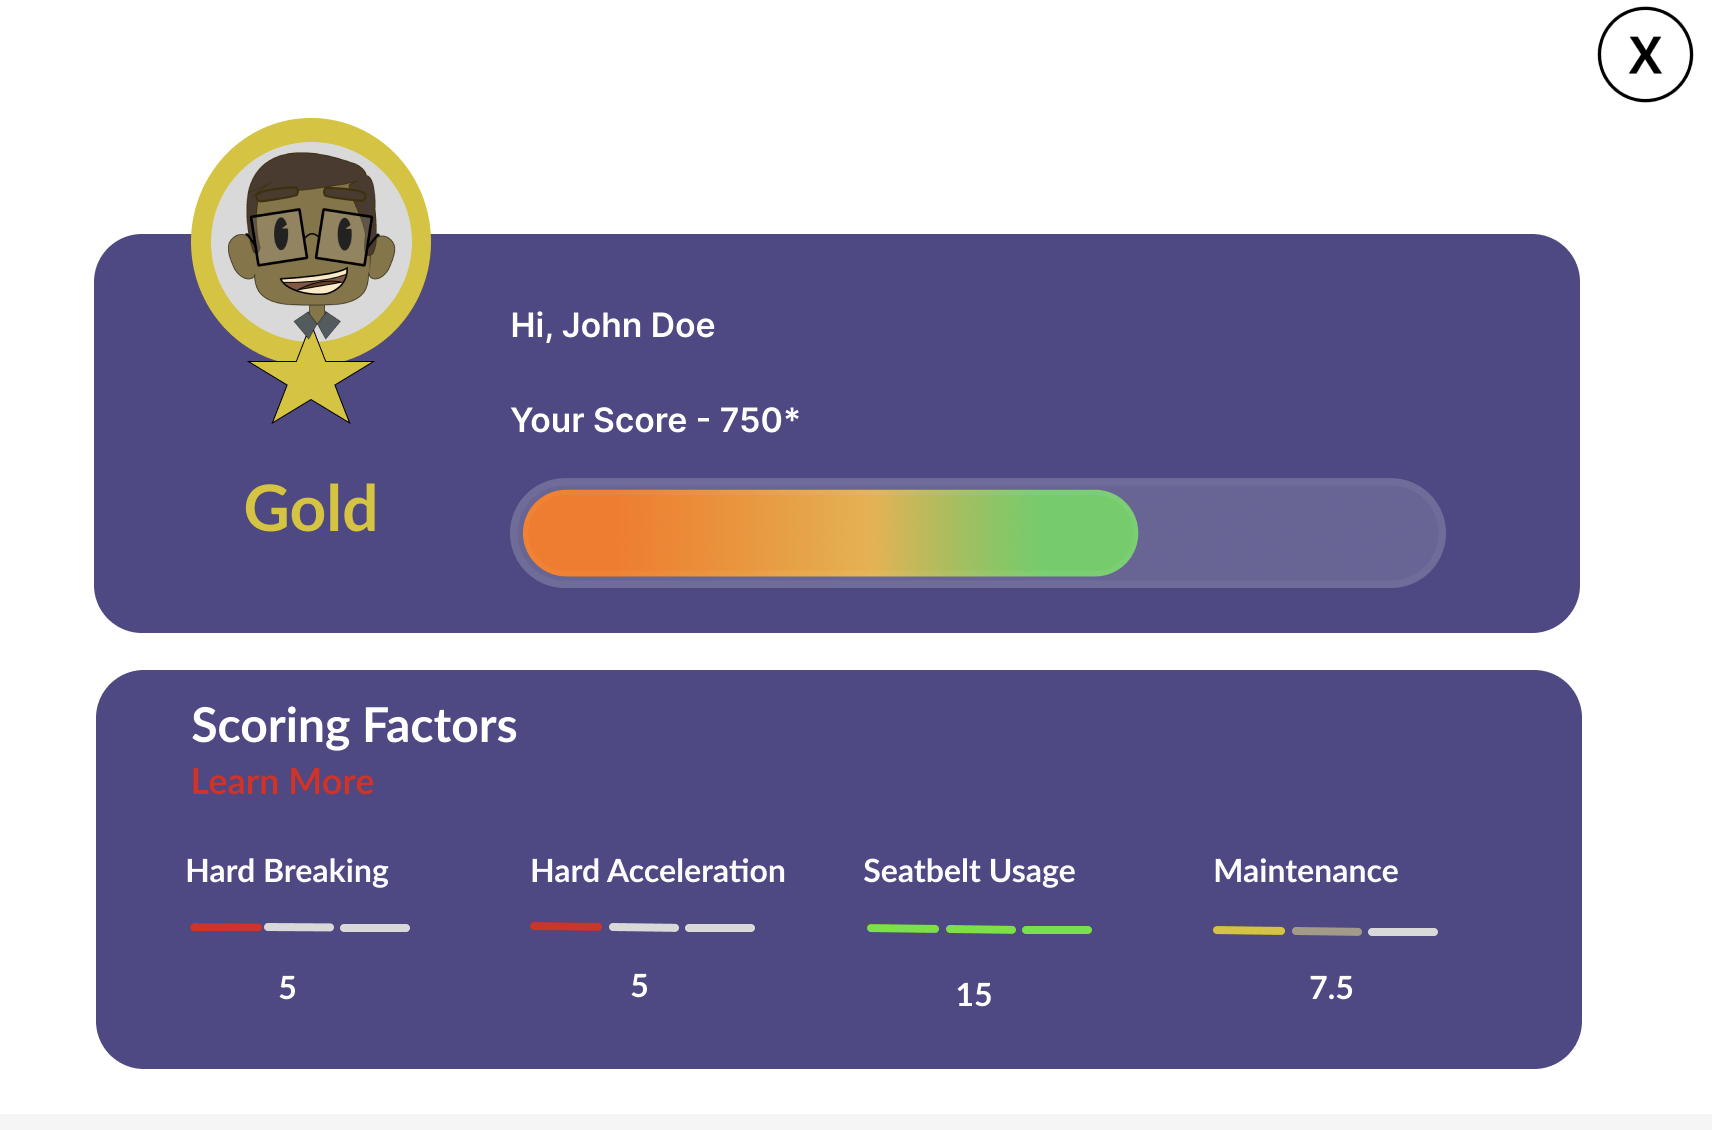 X
Hi, John Doe
Your Score - 750*
Gold
Scoring Factors
Learn More
Hard Breaking
Hard Acceleration
Seatbelt Usage
Maintenance
5
5
15
7.5